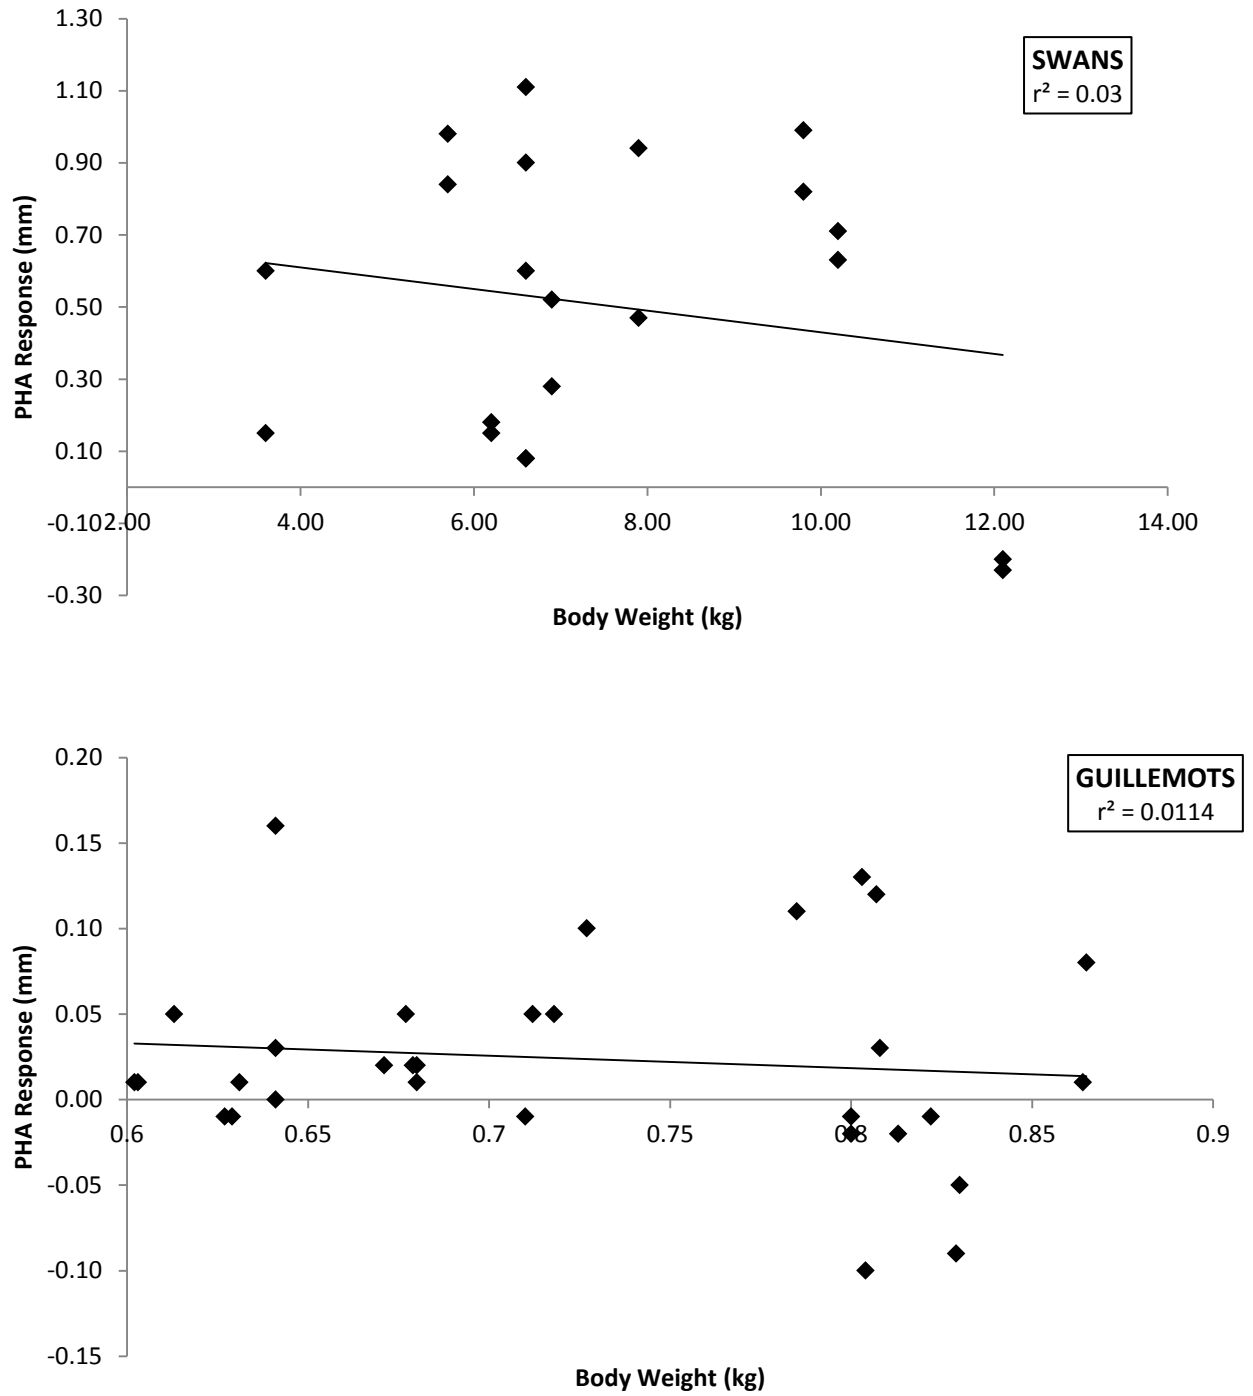 1.30
SWANS
r² = 0.03
1.10
0.90
0.70
0.50
0.30
0.10
-0.10
2.00 4.00 6.00 8.00 10.00 12.00 14.00
-0.30
PHA Response (mm)
Body Weight (kg)
0.20
GUILLEMOTS
r² = 0.0114
0.15
0.10
0.05
0.00
0.6 0.65 0.7 0.75 0.8 0.85 0.9
-0.05
-0.10
-0.15
PHA Response (mm)
Body Weight (kg)